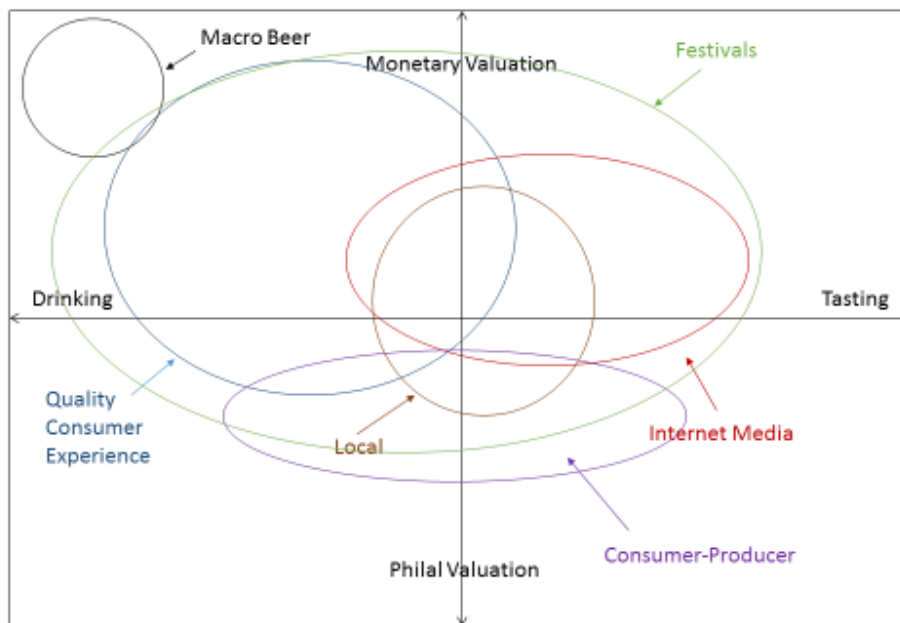 Macro Beer
Festivals
Monetary Valuation
Drinking
Tasting
Quality
Consumer
Experience
Local
Internet Media
Consumer-Producer
Philal Valuation